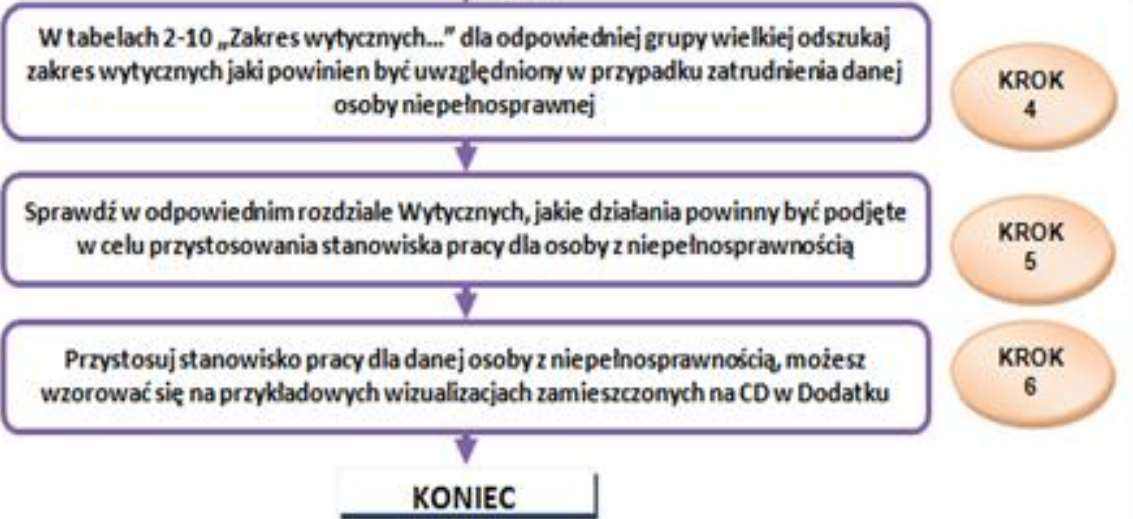 W tabelach 2-10 „Zakres wytycznych...” dla odpowiedniej grupy wielkiej odszukaj
zakres wytycznych jaki powinien być uwzględniony w przypadku zatrudnienia danej
osoby niepełnosprawnej
KROK
4
Sprawdź w odpowiednim rozdziale Wytycznych, jakie działania powinny być podjęte
w celu przystosowania stanowiska pracy dla osoby z niepełnosprawnością
KROK
5
Przystosuj stanowisko pracy dla danej osoby z niepełnosprawnością, możesz
wzorować się na przykładowych wizualizacjach zamieszczonych na CD w Dodatku
KROK
6
KONIEC